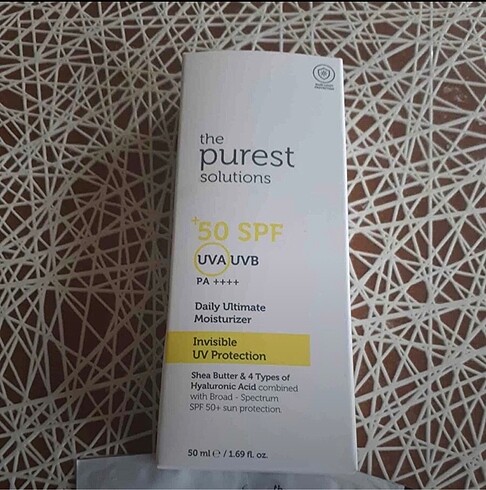 the
purest
solutions
+50 SPF
UVA UVB
PA ++++
Daily Ultimate
Moisturizer
Invisible
UV Protection
Shea Butter & 4 Types of
Hyaluronic Acid combined
with Broad - Spectrum
SPF 50+ sun protection.
50 ml ℮ / 1.69 fl. oz.